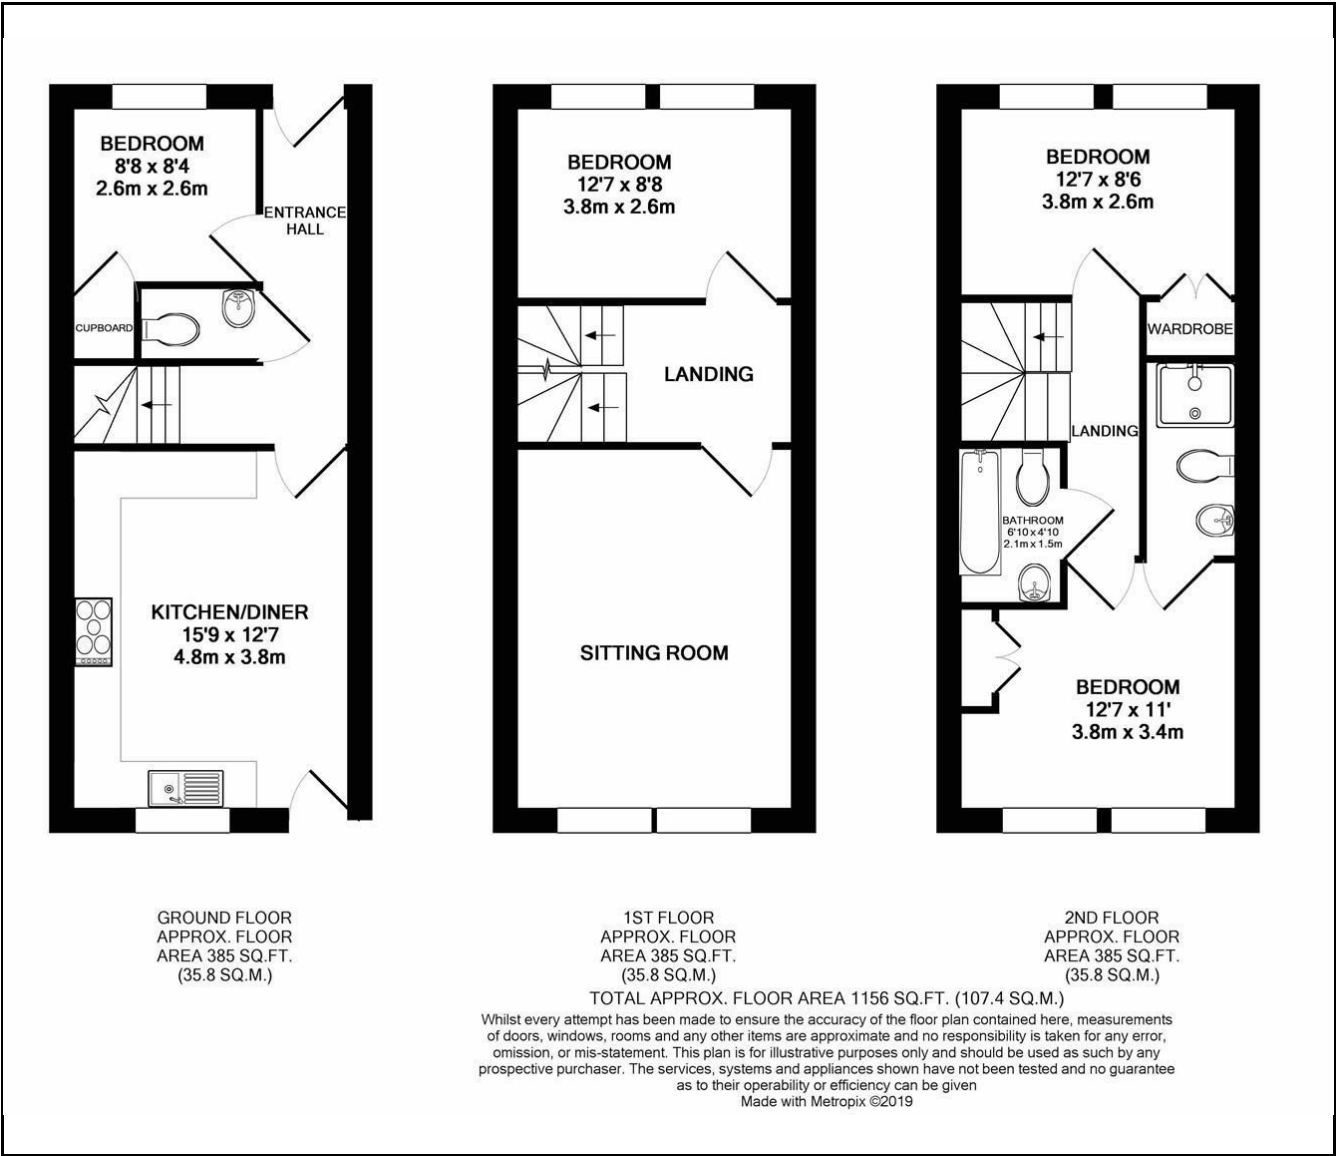 BEDROOM
8'8 x 8'4
2.6m x 2.6m
ENTRANCE
HALL
CUPBOARD
KITCHEN/DINER
15'9 x 12'7
4.8m x 3.8m
GROUND FLOOR
APPROX. FLOOR
AREA 385 SQ.FT.
(35.8 SQ.M.)
BEDROOM
12'7 x 8'8
3.8m x 2.6m
LANDING
SITTING ROOM
1ST FLOOR
APPROX. FLOOR
AREA 385 SQ.FT.
(35.8 SQ.M.)
BEDROOM
12'7 x 8'6
3.8m x 2.6m
WARDROBE
LANDING
BATHROOM
6'10 x 4'10
2.1m x 1.5m
BEDROOM
12'7 x 11'
3.8m x 3.4m
2ND FLOOR
APPROX. FLOOR
AREA 385 SQ.FT.
(35.8 SQ.M.)
TOTAL APPROX. FLOOR AREA 1156 SQ.FT. (107.4 SQ.M.)
Whilst every attempt has been made to ensure the accuracy of the floor plan contained here, measurements
of doors, windows, rooms and any other items are approximate and no responsibility is taken for any error,
omission, or mis-statement. This plan is for illustrative purposes only and should be used as such by any
prospective purchaser. The services, systems and appliances shown have not been tested and no guarantee
as to their operability or efficiency can be given
Made with Metropix ©2019